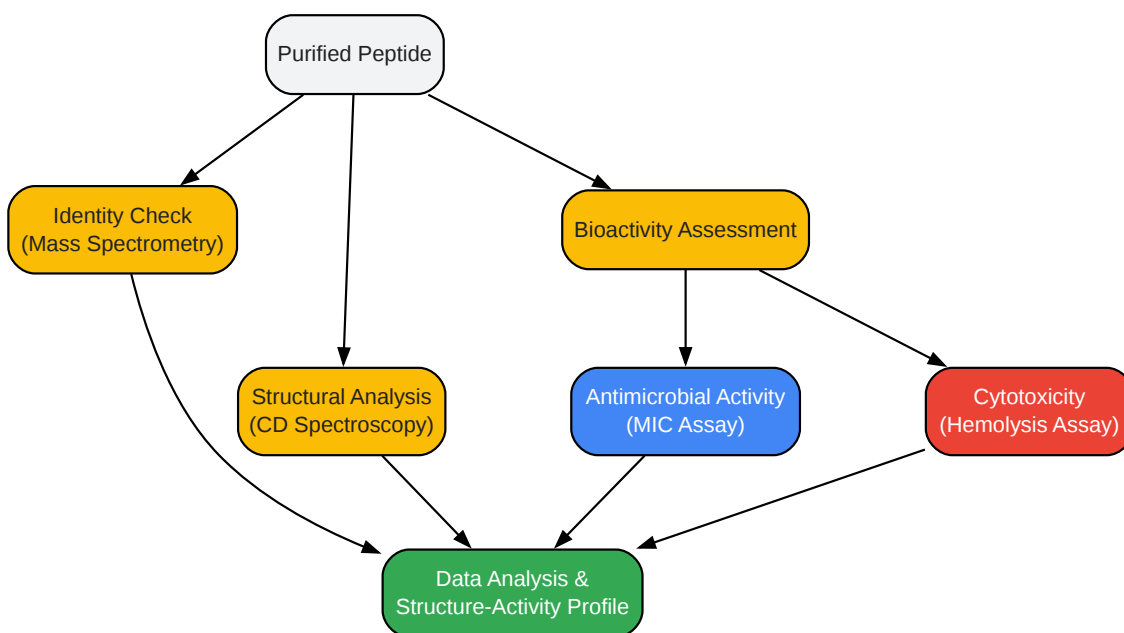 Purified Peptide
Identity Check
(Mass Spectrometry)
Bioactivity Assessment
Structural Analysis
(CD Spectroscopy)
Antimicrobial Activity
(MIC Assay)
Cytotoxicity
(Hemolysis Assay)
Data Analysis &
Structure-Activity Profile